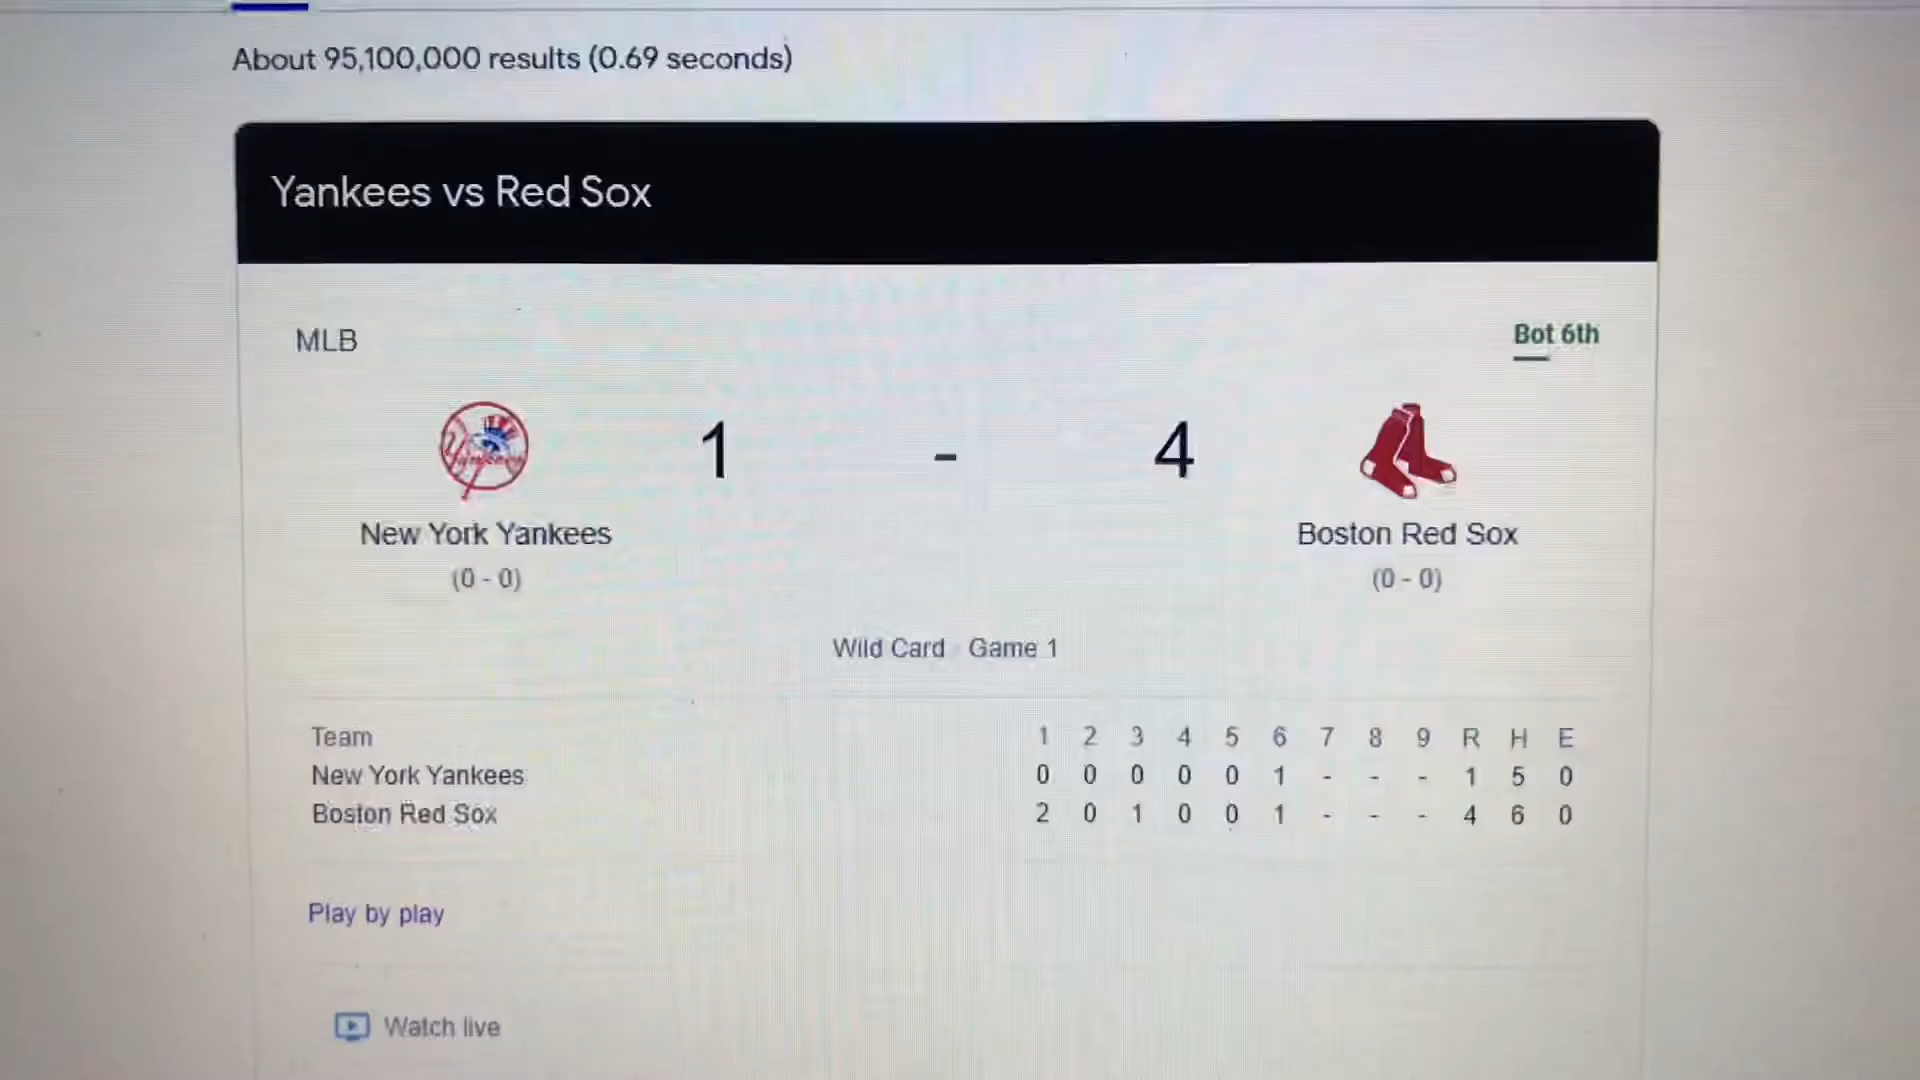 About 95,100,000 results (0.69 seconds)
Yankees vs Red Sox
MLB
Bot 6th
1 - 4
Yankees
New York Yankees
Boston Red Sox
(0 - 0)
(0 - 0)
Wild Card · Game 1
Team 1 2 3 4 5 6 7 8 9 R H E
New York Yankees 0 0 0 0 0 1 - - - 1 5 0
Boston Red Sox 2 0 1 0 0 1 - - - 4 6 0
Play by play
Watch live